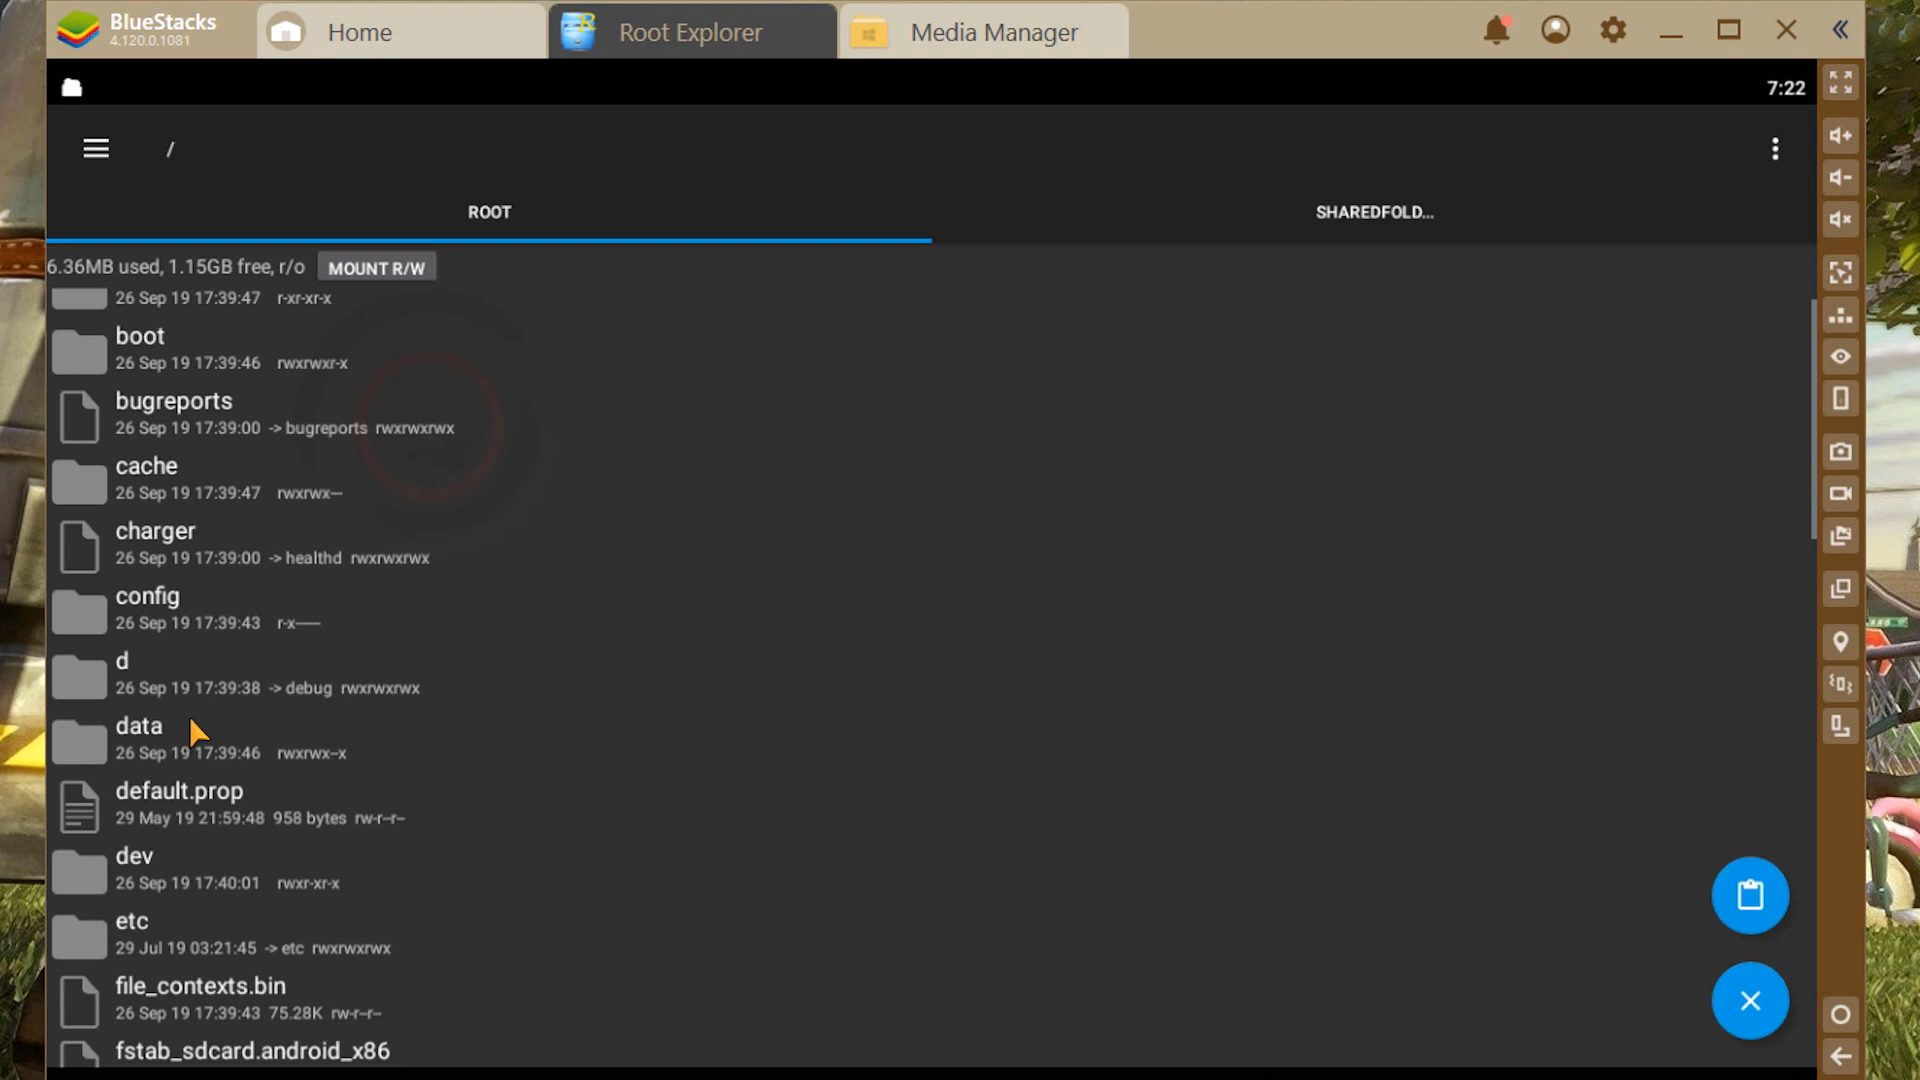 BlueStacks
4.120.0.1081
Home
Root Explorer
Media Manager
7:22
/
ROOT
SHAREDFOLD...
6.36MB used, 1.15GB free, r/o
MOUNT R/W
26 Sep 19 17:39:47 r-xr-xr-x
boot
26 Sep 19 17:39:46 rwxrwxr-x
bugreports
26 Sep 19 17:39:00 -> bugreports rwxrwxrwx
cache
26 Sep 19 17:39:47 rwxrwx---
charger
26 Sep 19 17:39:00 -> healthd rwxrwxrwx
config
26 Sep 19 17:39:43 r-x------
d
26 Sep 19 17:39:38 -> debug rwxrwxrwx
data
26 Sep 19 17:39:46 rwxrwx--x
default.prop
29 May 19 21:59:48 958 bytes rw-r--r--
dev
26 Sep 19 17:40:01 rwxr-xr-x
etc
29 Jul 19 03:21:45 -> etc rwxrwxrwx
file_contexts.bin
26 Sep 19 17:39:43 75.28K rw-r--r--
fstab_sdcard.android_x86